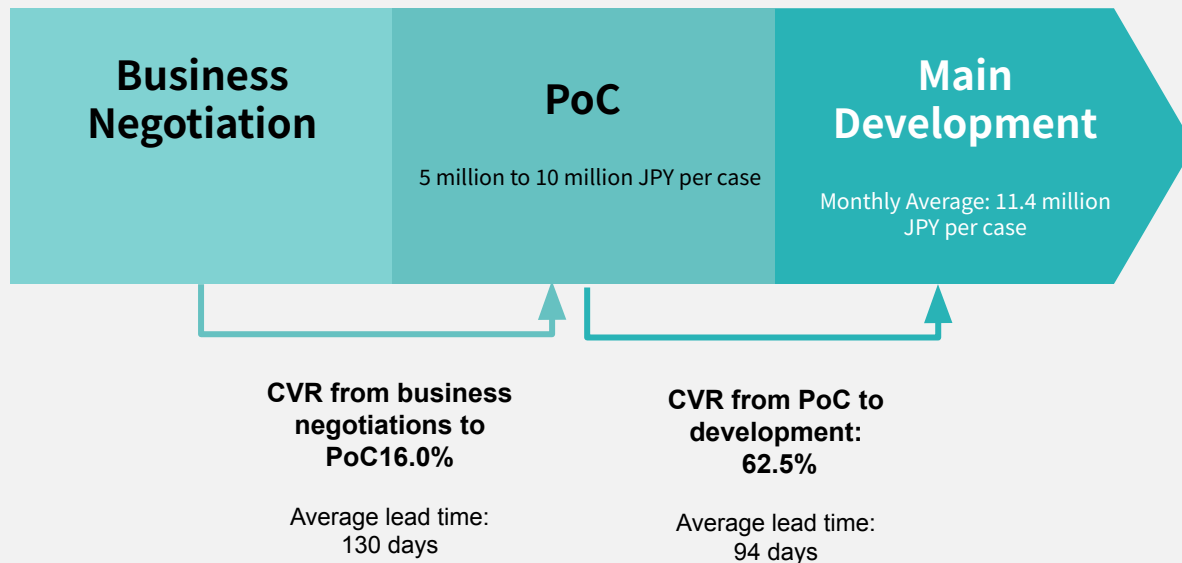 Business
Negotiation
PoC
5 million to 10 million JPY per case
Main
Development
Monthly Average: 11.4 million
JPY per case
CVR from business
negotiations to
PoC16.0%
Average lead time:
130 days
CVR from PoC to
development:
62.5%
Average lead time:
94 days